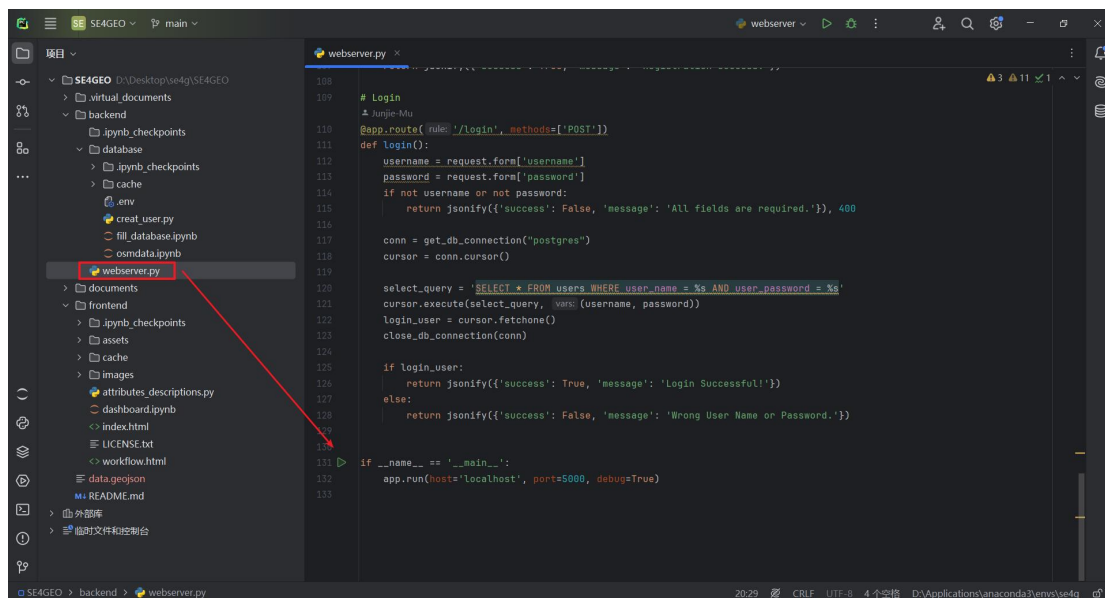 SE SE4GEO main webserver
项目
webserver.py
SE4GEO D:\Desktop\se4g\SE4GEO
.virtual_documents
backend
.ipynb_checkpoints
database
.ipynb_checkpoints
cache
.env
creat_user.py
fill_database.ipynb
osmdata.ipynb
webserver.py
documents
frontend
.ipynb_checkpoints
assets
cache
images
attributes_descriptions.py
dashboard.ipynb
index.html
LICENSE.txt
workflow.html
data.geojson
README.md
外部库
临时文件和控制台
3 11 1
108
109 # Login
Junjie-Mu
110 @app.route( rule: '/login', methods=['POST'])
111 def login():
112 username = request.form['username']
113 password = request.form['password']
114 if not username or not password:
115 return jsonify({'success': False, 'message': 'All fields are required.'}), 400
116
117 conn = get_db_connection("postgres")
118 cursor = conn.cursor()
119
120 select_query = 'SELECT * FROM users WHERE user_name = %s AND user_password = %s'
121 cursor.execute(select_query, vars: (username, password))
122 login_user = cursor.fetchone()
123 close_db_connection(conn)
124
125 if login_user:
126 return jsonify({'success': True, 'message': 'Login Successful!'})
127 else:
128 return jsonify({'success': False, 'message': 'Wrong User Name or Password.'})
129
130
131 if __name__ == '__main__':
132 app.run(host='localhost', port=5000, debug=True)
133
SE4GEO > backend > webserver.py 20:29 CRLF UTF-8 4 个空格 D:\Applications\anaconda3\envs\se4g